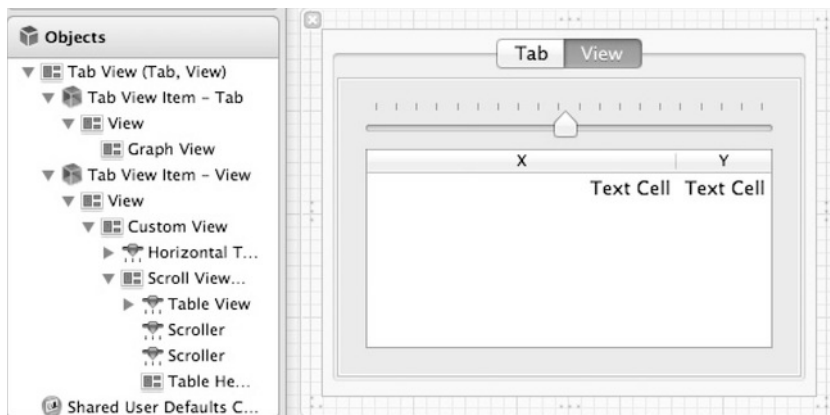 Objects
Tab View (Tab, View)
Tab View Item – Tab
View
Graph View
Tab View Item – View
View
Custom View
Horizontal T...
Scroll View...
Table View
Scroller
Scroller
Table He...
Shared User Defaults C...
Tab View
X Y
Text Cell Text Cell